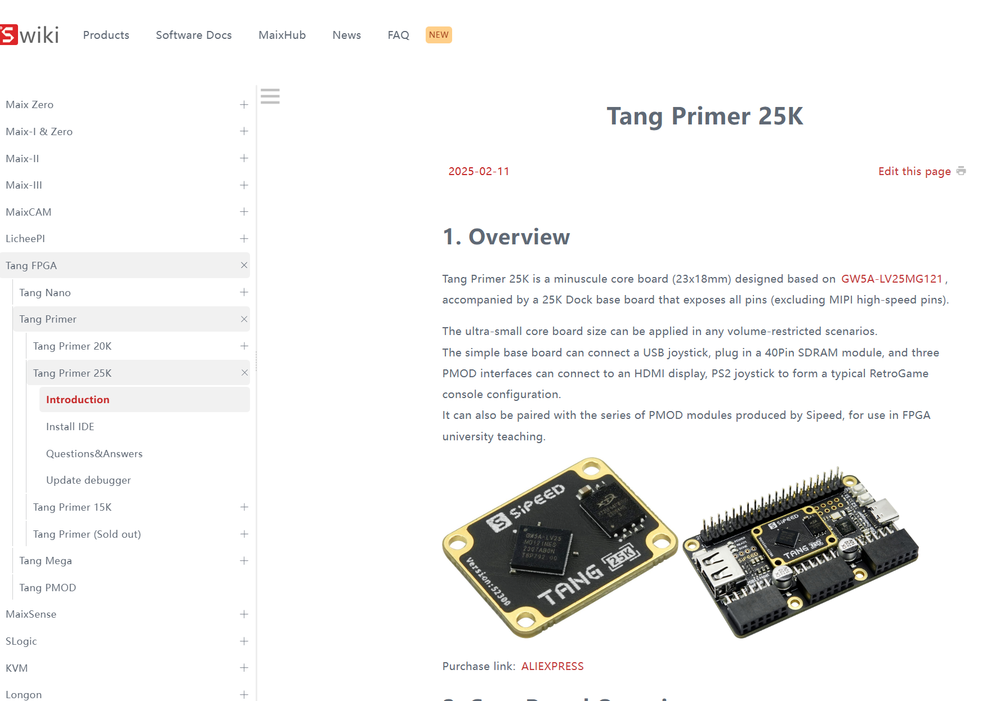 S wiki Products Software Docs MaixHub News FAQ NEW
Maix Zero
Maix-I & Zero
Maix-II
Maix-III
MaixCAM
LicheePI
Tang FPGA
Tang Nano
Tang Primer
Tang Primer 20K
Tang Primer 25K
Introduction
Install IDE
Questions&Answers
Update debugger
Tang Primer 15K
Tang Primer (Sold out)
Tang Mega
Tang PMOD
MaixSense
SLogic
KVM
Longon
Tang Primer 25K
2025-02-11
Edit this page
1. Overview
Tang Primer 25K is a minuscule core board (23x18mm) designed based on GW5A-LV25MG121,
accompanied by a 25K Dock base board that exposes all pins (excluding MIPI high-speed pins).
The ultra-small core board size can be applied in any volume-restricted scenarios.
The simple base board can connect a USB joystick, plug in a 40Pin SDRAM module, and three
PMOD interfaces can connect to an HDMI display, PS2 joystick to form a typical RetroGame
console configuration.
It can also be paired with the series of PMOD modules produced by Sipeed, for use in FPGA
university teaching.
SiPEED
GW5A-LV25
MG121NES
TANG 25K
Version:52300
SiPEED
TANG 25K
POWER
READY
DONE
SiPEED
Purchase link: ALIEXPRESS